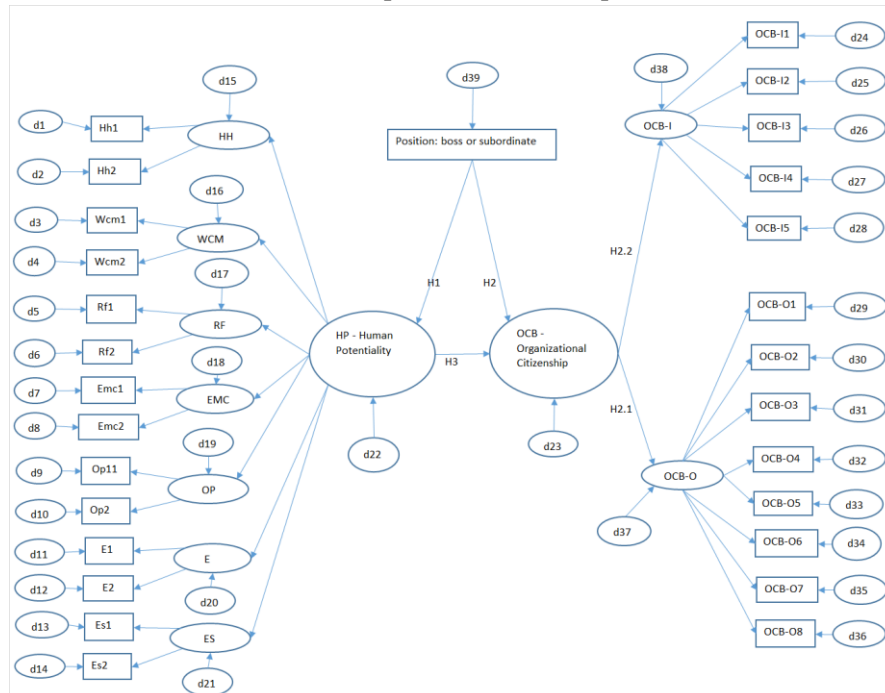 d1
Hh1
d2
Hh2
d15
HH
d3
Wcm1
d4
Wcm2
d16
WCM
d5
Rf1
d6
Rf2
d17
RF
d7
Emc1
d8
Emc2
d18
EMC
d9
Op11
d10
Op2
d19
OP
d11
E1
d12
E2
E
d20
d13
Es1
d14
Es2
ES
d21
d39
Position: boss or subordinate
H1
H2
HP - Human
Potentiality
d22
H3
OCB -
Organizational
Citizenship
d23
H2.2
H2.1
d38
OCB-I
OCB-I1
d24
OCB-I2
d25
OCB-I3
d26
OCB-I4
d27
OCB-I5
d28
OCB-O
d37
OCB-O1
d29
OCB-O2
d30
OCB-O3
d31
OCB-O4
d32
OCB-O5
d33
OCB-O6
d34
OCB-O7
d35
OCB-O8
d36